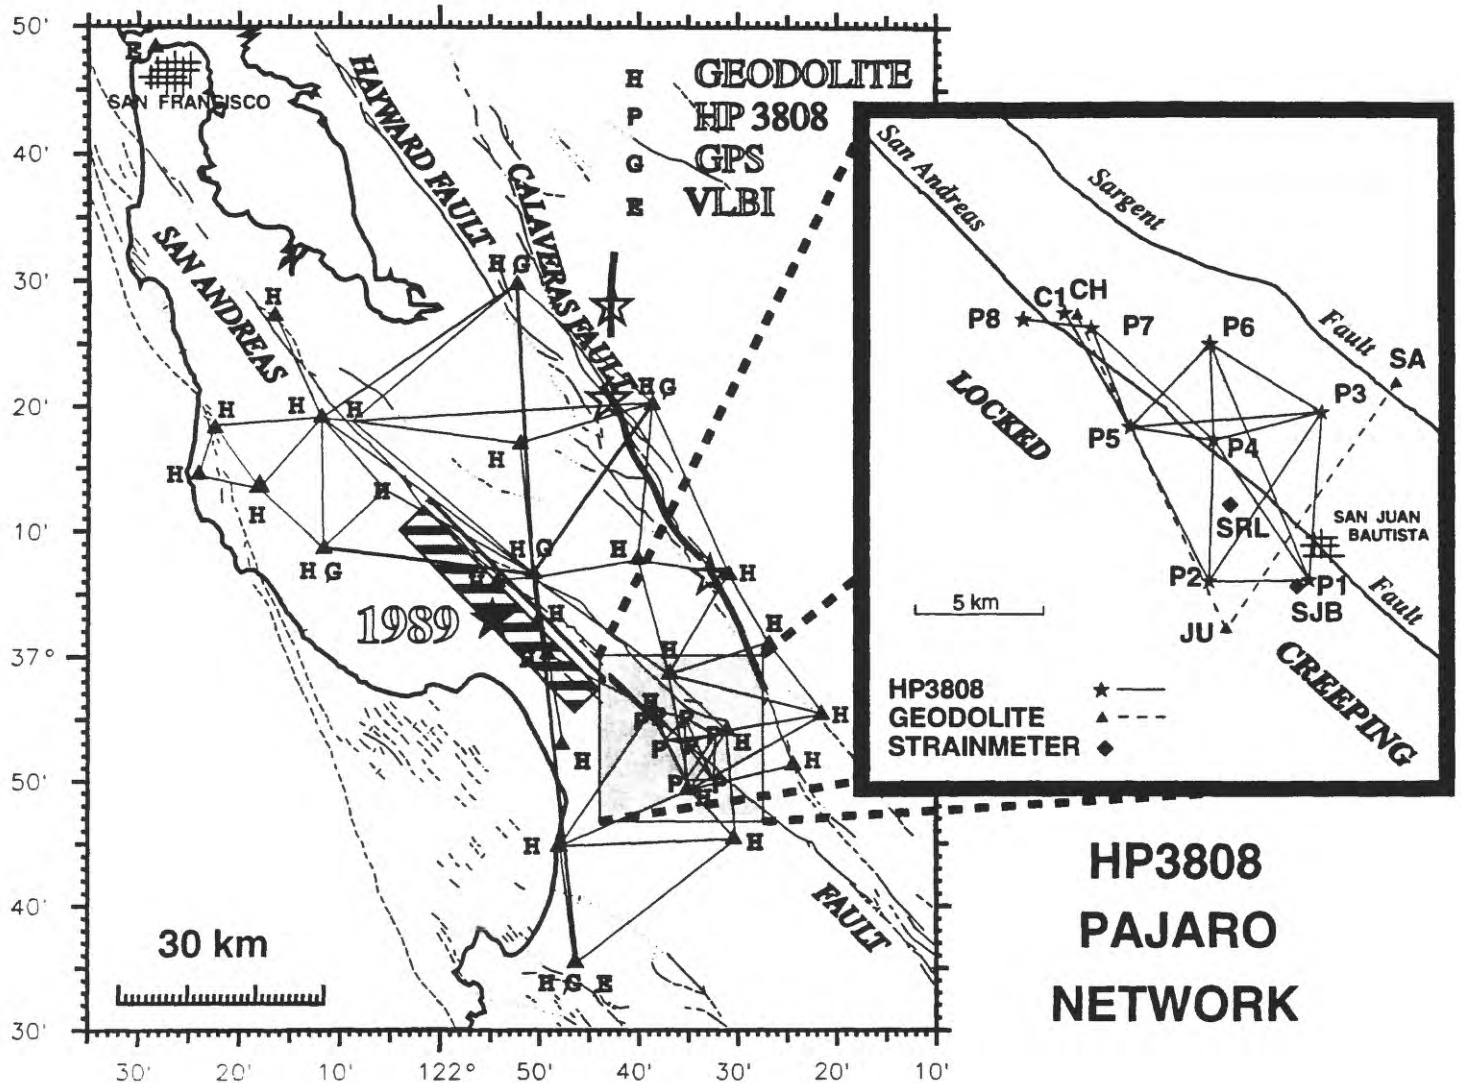 50'
40'
30'
20'
10'
37°
50'
40'
30'
30'
20'
10'
122°
50'
40'
30'
20'
10'
E
SAN FRANCISCO
HAYWARD FAULT
CALAVERAS FAULT
SAN ANDREAS
FAULT
H GEODOLITE
P HP 3808
G GPS
E VLBI
H G
H
H G
H
H H
H
H
H
H
H G
H G
H
H
H
H
1989
H
H
H
H
P
P
P
P
H
H
P
P
H
H
H
H
H G E
30 km
San Andreas
Sargent
Fault
SA
C1 CH
P8
P7
P6
P3
LOCKED
P5
P4
SRL
SAN JUAN
BAUTISTA
P2
P1
SJB
Fault
5 km
JU
CREEPING
HP3808
GEODOLITE
STRAINMETER
HP3808
PAJARO
NETWORK